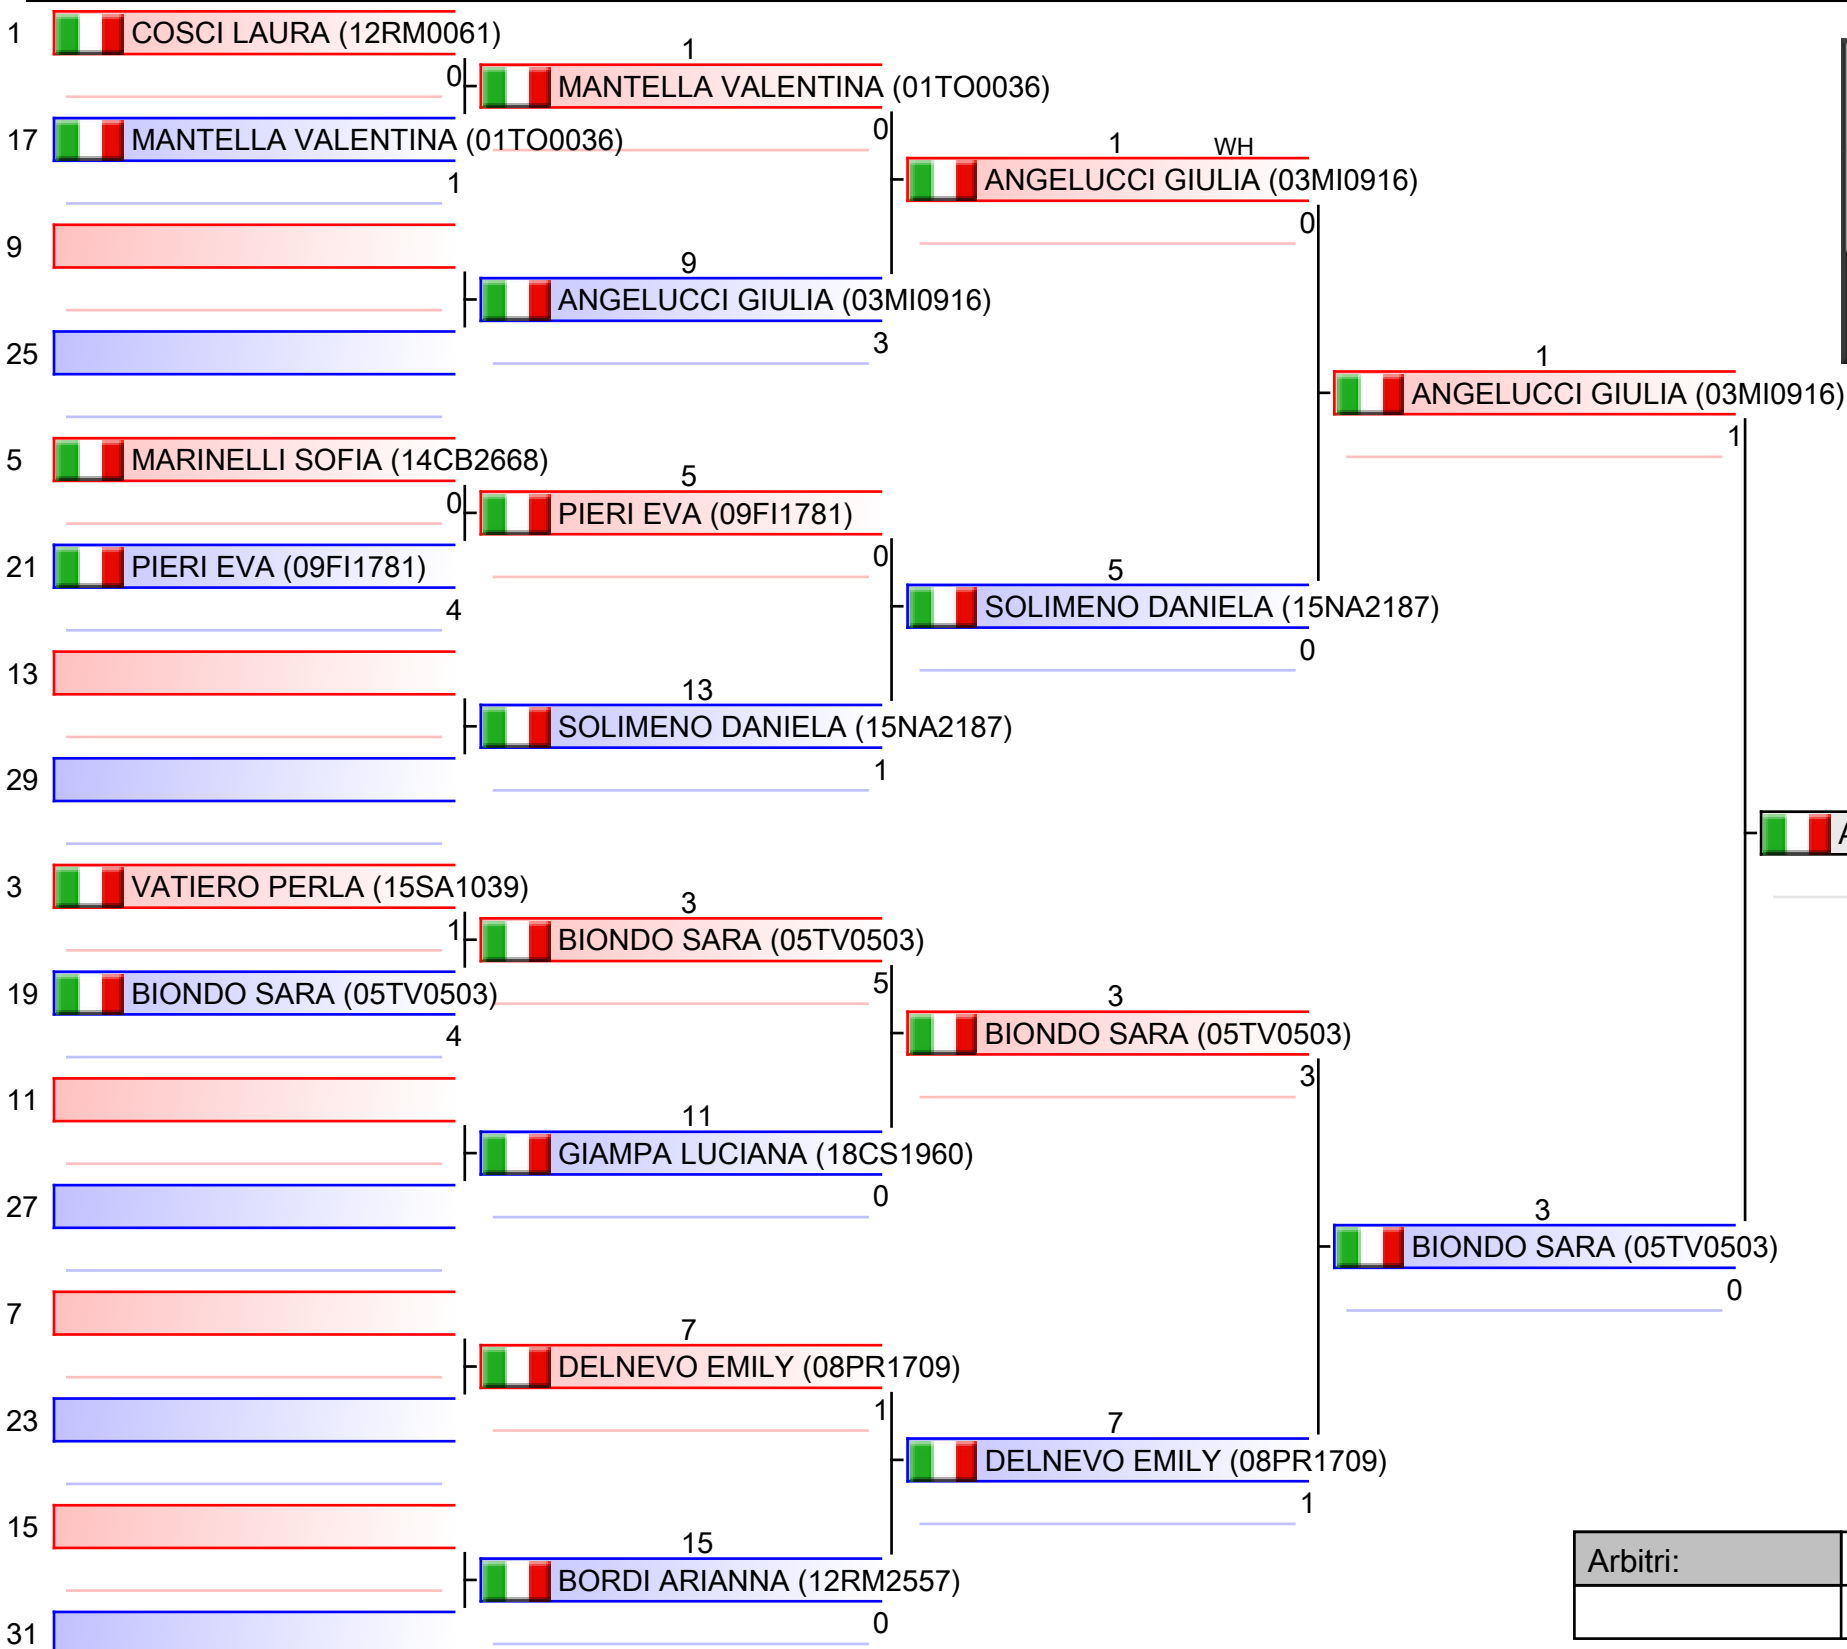 1 COSCI LAURA (12RM0061)
0
17 MANTELLA VALENTINA (01TO0036)
1
9
25
5 MARINELLI SOFIA (14CB2668)
0
21 PIERI EVA (09FI1781)
4
13
29
3 VATIERO PERLA (15SA1039)
1
19 BIONDO SARA (05TV0503)
4
11
27
7
23
15
31
1
MANTELLA VALENTINA (01TO0036)
0
9
ANGELUCCI GIULIA (03MI0916)
3
5
PIERI EVA (09FI1781)
0
13
SOLIMENO DANIELA (15NA2187)
1
3
BIONDO SARA (05TV0503)
5
11
GIAMPA LUCIANA (18CS1960)
0
7
DELNEVO EMILY (08PR1709)
1
15
BORDI ARIANNA (12RM2557)
0
1 WH
ANGELUCCI GIULIA (03MI0916)
0
5
SOLIMENO DANIELA (15NA2187)
0
3
BIONDO SARA (05TV0503)
3
7
DELNEVO EMILY (08PR1709)
1
1
ANGELUCCI GIULIA (03MI0916)
1
3
BIONDO SARA (05TV0503)
0
Arbitri: